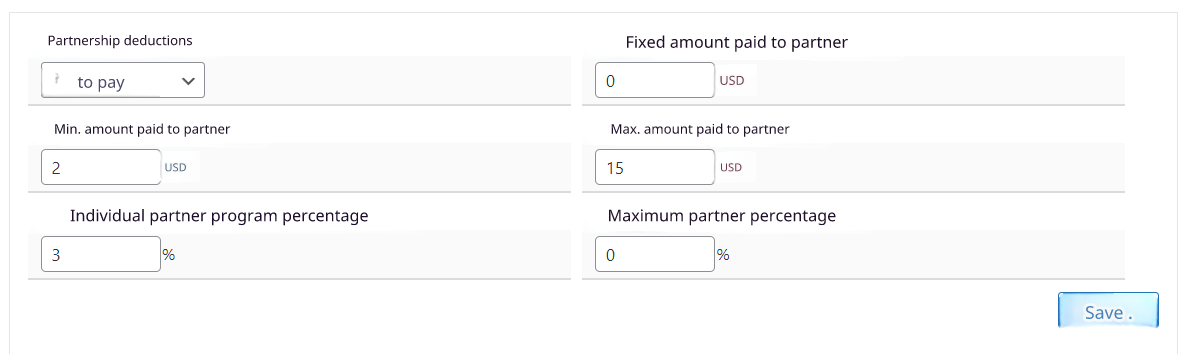 Partnership deductions
Fixed amount paid to partner
to pay
0 USD
Min. amount paid to partner
Max. amount paid to partner
2 USD
15 USD
Individual partner program percentage
Maximum partner percentage
3 %
0 %
Save .